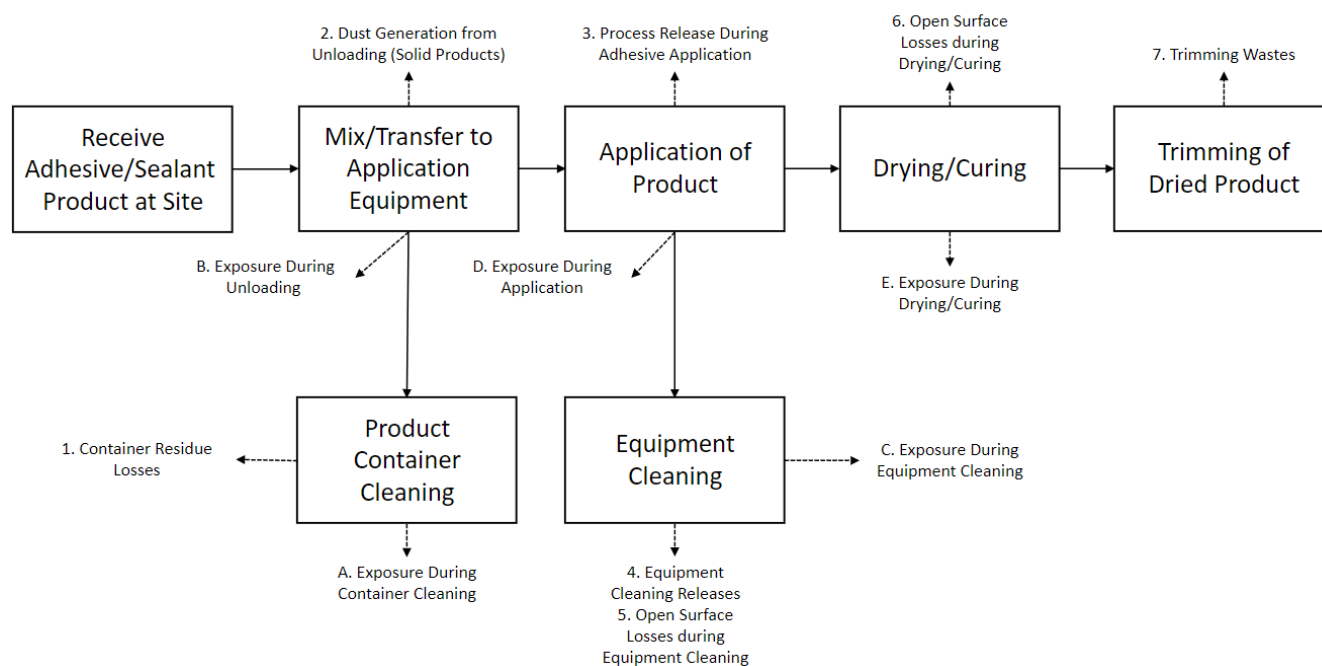 2. Dust Generation from
Unloading (Solid Products)
3. Process Release During
Adhesive Application
6. Open Surface
Losses during
Drying/Curing
7. Trimming Wastes
Receive
Adhesive/Sealant
Product at Site
Mix/Transfer to
Application
Equipment
Application of
Product
Drying/Curing
Trimming of
Dried Product
B. Exposure During
Unloading
D. Exposure During
Application
E. Exposure During
Drying/Curing
1. Container Residue
Losses
Product
Container
Cleaning
Equipment
Cleaning
C. Exposure During
Equipment Cleaning
A. Exposure During
Container Cleaning
4. Equipment
Cleaning Releases
5. Open Surface
Losses during
Equipment Cleaning